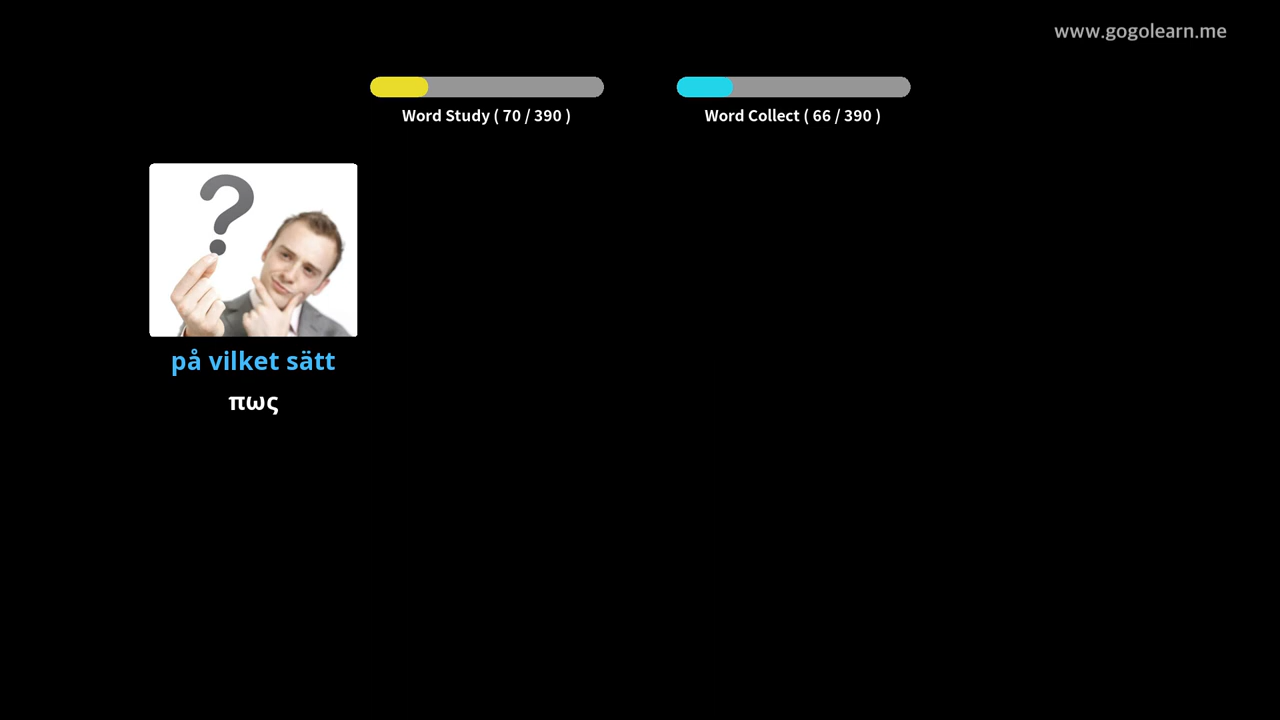 www.gogolearn.me
Word Study ( 70 / 390 )
Word Collect ( 66 / 390 )
?
på vilket sätt
πως